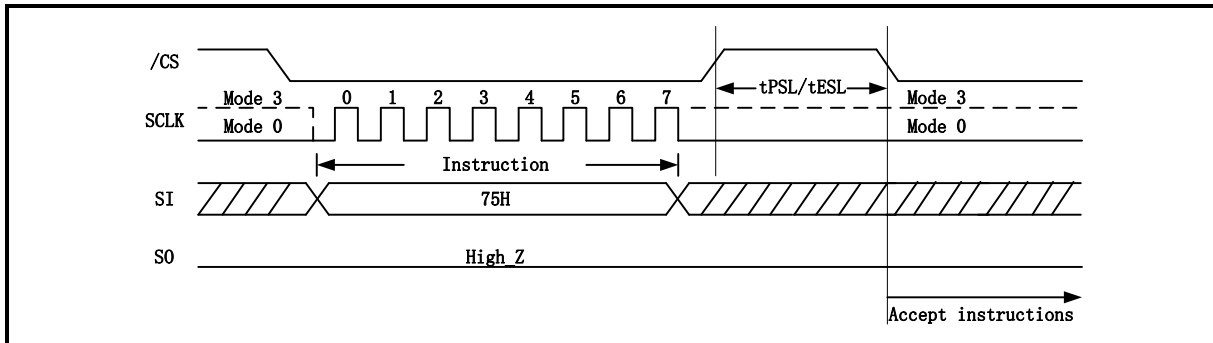 /CS
tPSL/tESL
Mode 3 0 1 2 3 4 5 6 7 Mode 3
SCLK
Mode 0 Mode 0
Instruction
SI 75H
SO High_Z
Accept instructions